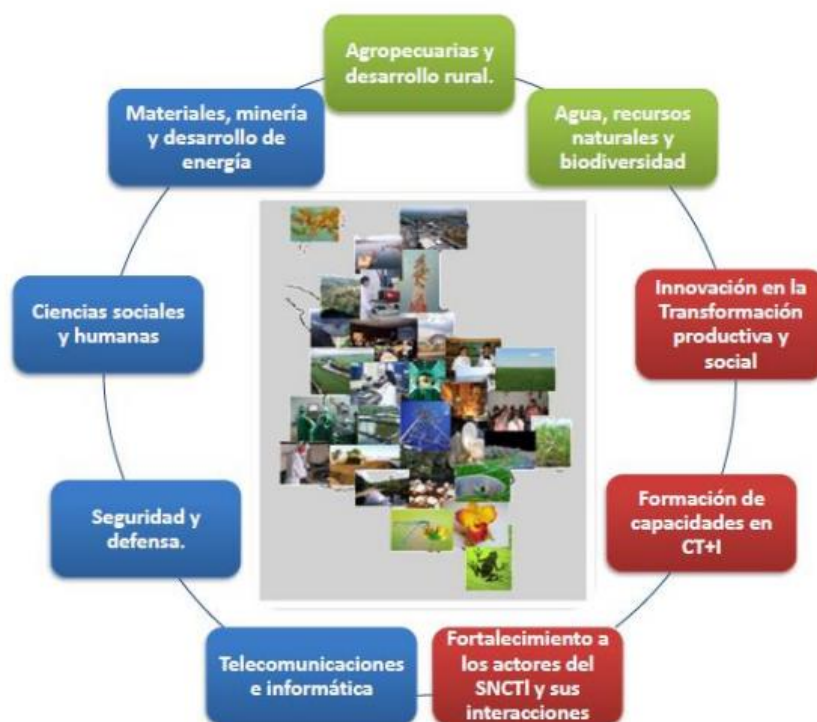 Agropecuarias y
desarrollo rural.
Agua, recursos
naturales y
biodiversidad
Innovación en la
Transformación
productiva y
social
Formación de
capacidades en
CT+I
Fortalecimiento a
los actores del
SNCTI y sus
interacciones
Telecomunicaciones
e informática
Seguridad y
defensa.
Ciencias sociales
y humanas
Materiales, minería
y desarrollo de
energía